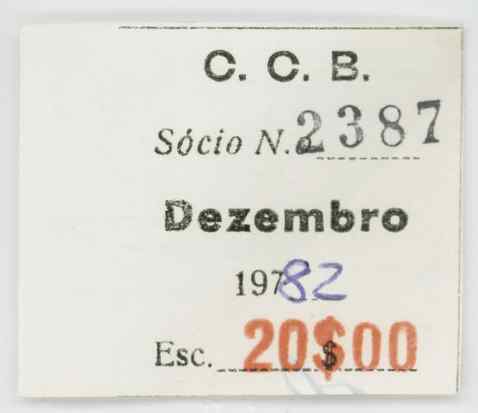 C. C. B.
Sócio N.º 2387
Dezembro
1982
Esc. 20$00